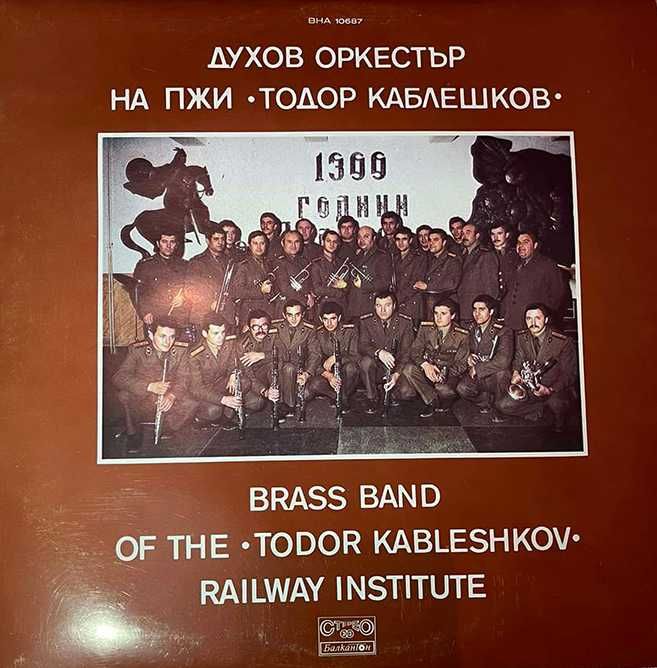 ВНА 10687
ДУХОВ ОРКЕСТЪР
НА ПЖИ •ТОДОР КАБЛЕШКОВ•
1300
ГОДИНИ
BRASS BAND
OF THE •TODOR KABLESHKOV•
RAILWAY INSTITUTE
СТЕРЕО
Балкантон